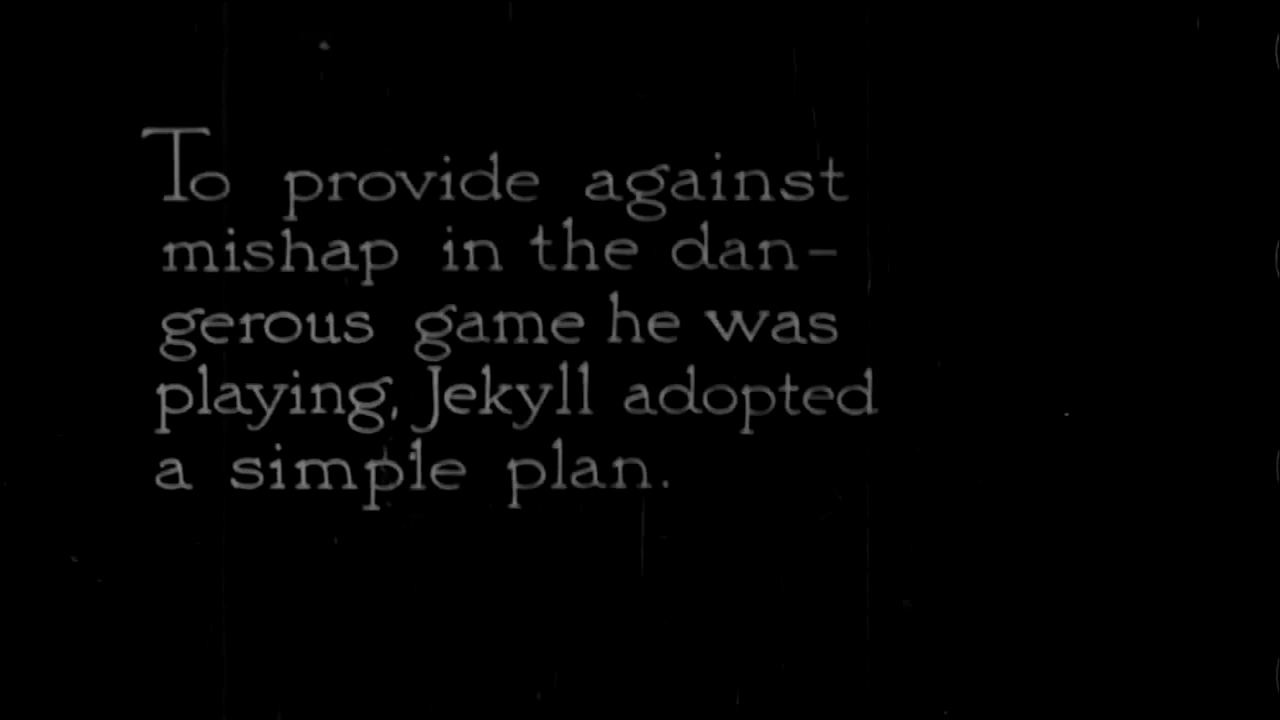 To provide against
mishap in the dan-
gerous game he was
playing, Jekyll adopted
a simple plan.